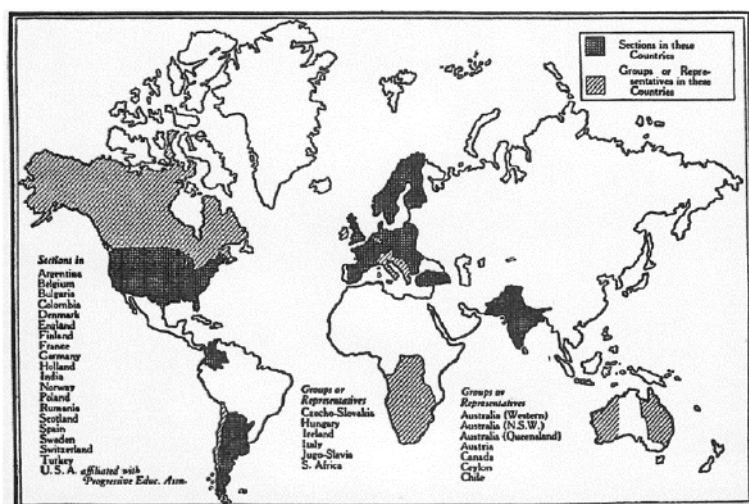 Sections in these
Countries
Groups or Repre-
sentatives in these
Countries
Sections in
Argentina
Belgium
Bulgaria
Colombia
Denmark
England
Finland
France
Germany
Holland
India
Norway
Poland
Rumania
Scotland
Spain
Sweden
Switzerland
Turkey
U.S.A. affiliated with
Progressive Educ. Assn.
Groups or
Representatives
Czecho-Slovakia
Hungary
Ireland
Italy
Jugo-Slavia
S. Africa
Groups or
Representatives
Australia (Western)
Australia (N.S.W.)
Australia (Queensland)
Austria
Canada
Ceylon
Chile